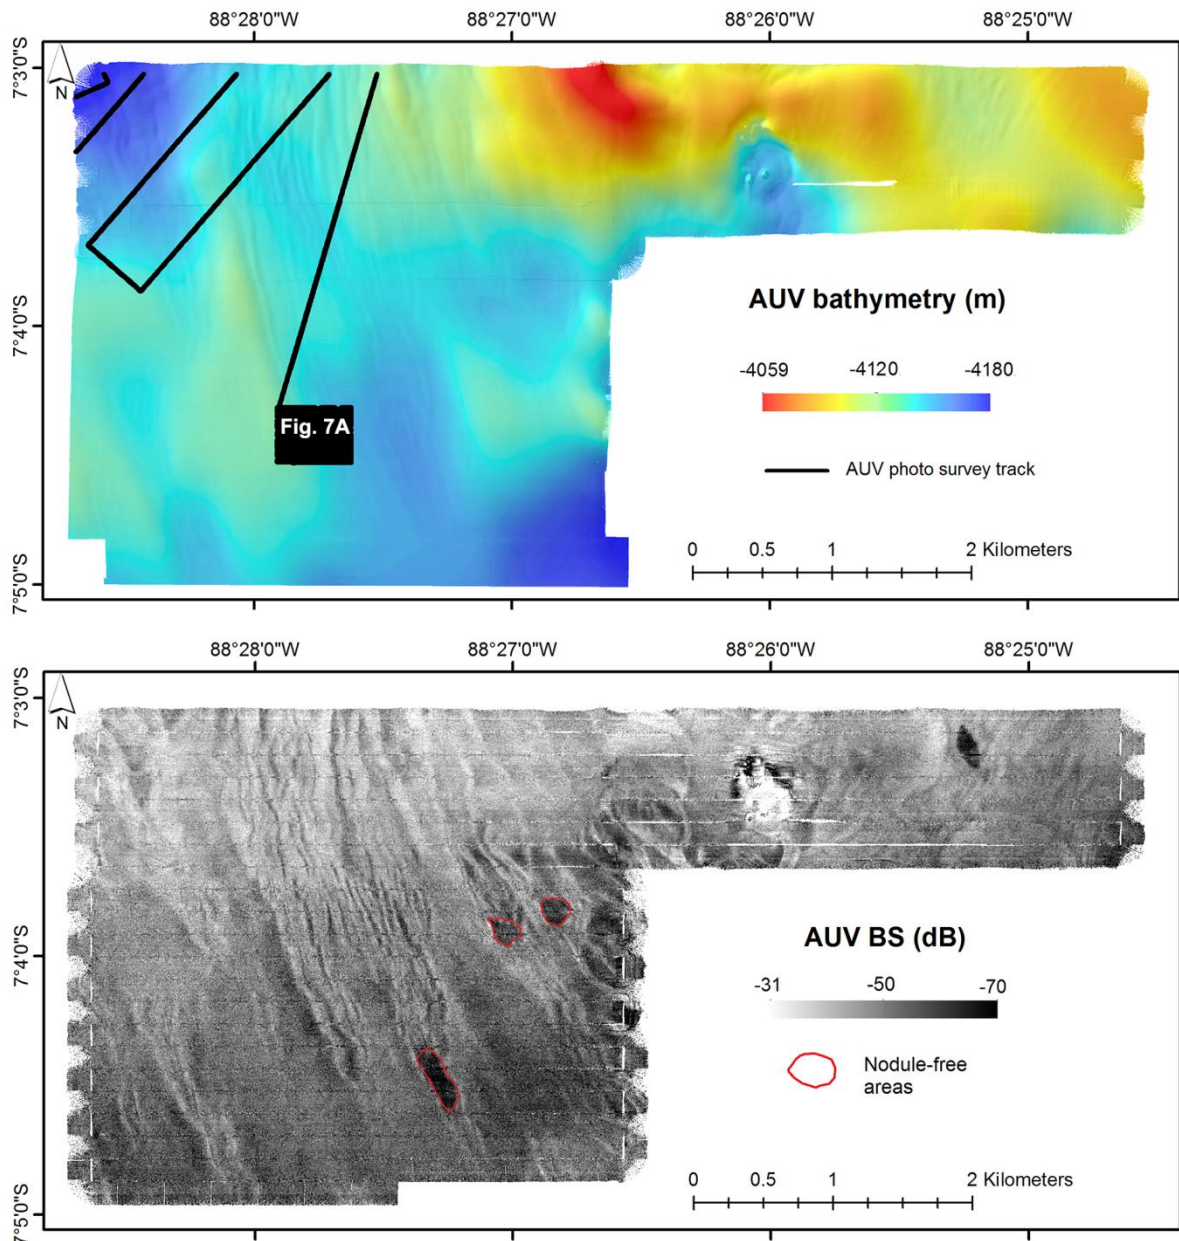 88°28'0"W 88°27'0"W 88°26'0"W 88°25'0"W
7°3'0"S
N
7°4'0"S
Fig. 7A
7°5'0"S
AUV bathymetry (m)
-4059 -4120 -4180
AUV photo survey track
0 0.5 1 2 Kilometers
88°28'0"W 88°27'0"W 88°26'0"W 88°25'0"W
7°3'0"S
N
7°4'0"S
7°5'0"S
AUV BS (dB)
-31 -50 -70
Nodule-free
areas
0 0.5 1 2 Kilometers